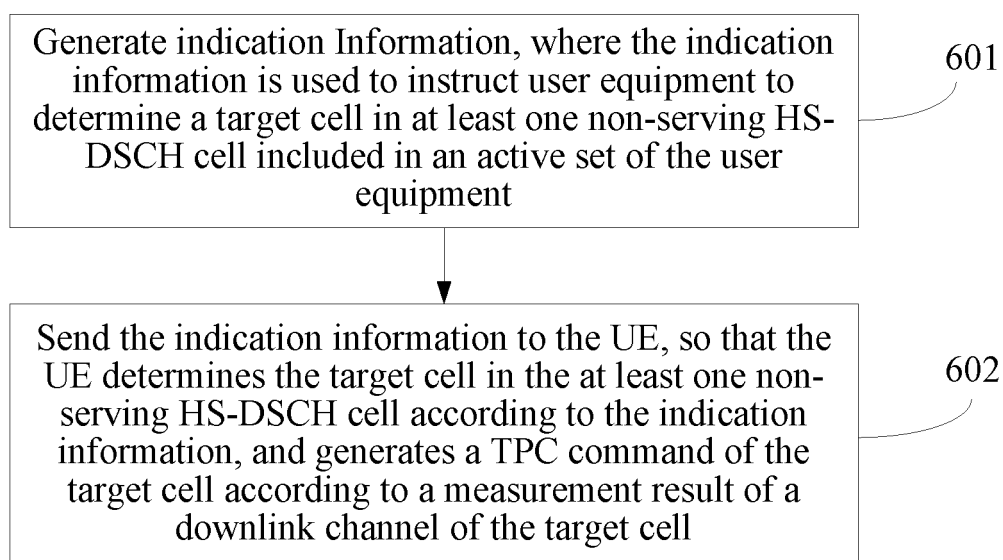 Generate indication Information, where the indication
information is used to instruct user equipment to
determine a target cell in at least one non-serving HS-
DSCH cell included in an active set of the user
equipment
601
Send the indication information to the UE, so that the
UE determines the target cell in the at least one non-
serving HS-DSCH cell according to the indication
information, and generates a TPC command of the
target cell according to a measurement result of a
downlink channel of the target cell
602